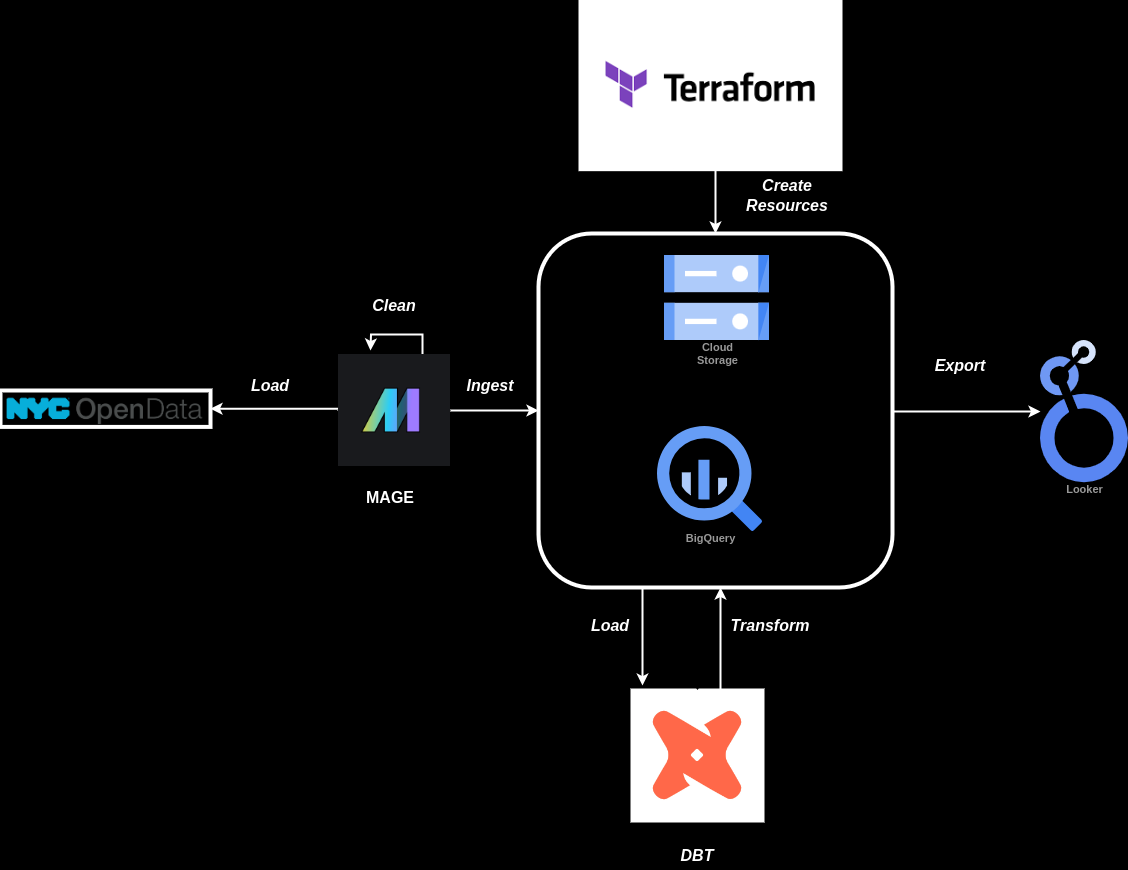 Terraform
Create
Resources
Cloud
Storage
Clean
Load
Ingest
Export
NYC OpenData
MAGE
Looker
BigQuery
Load
Transform
DBT